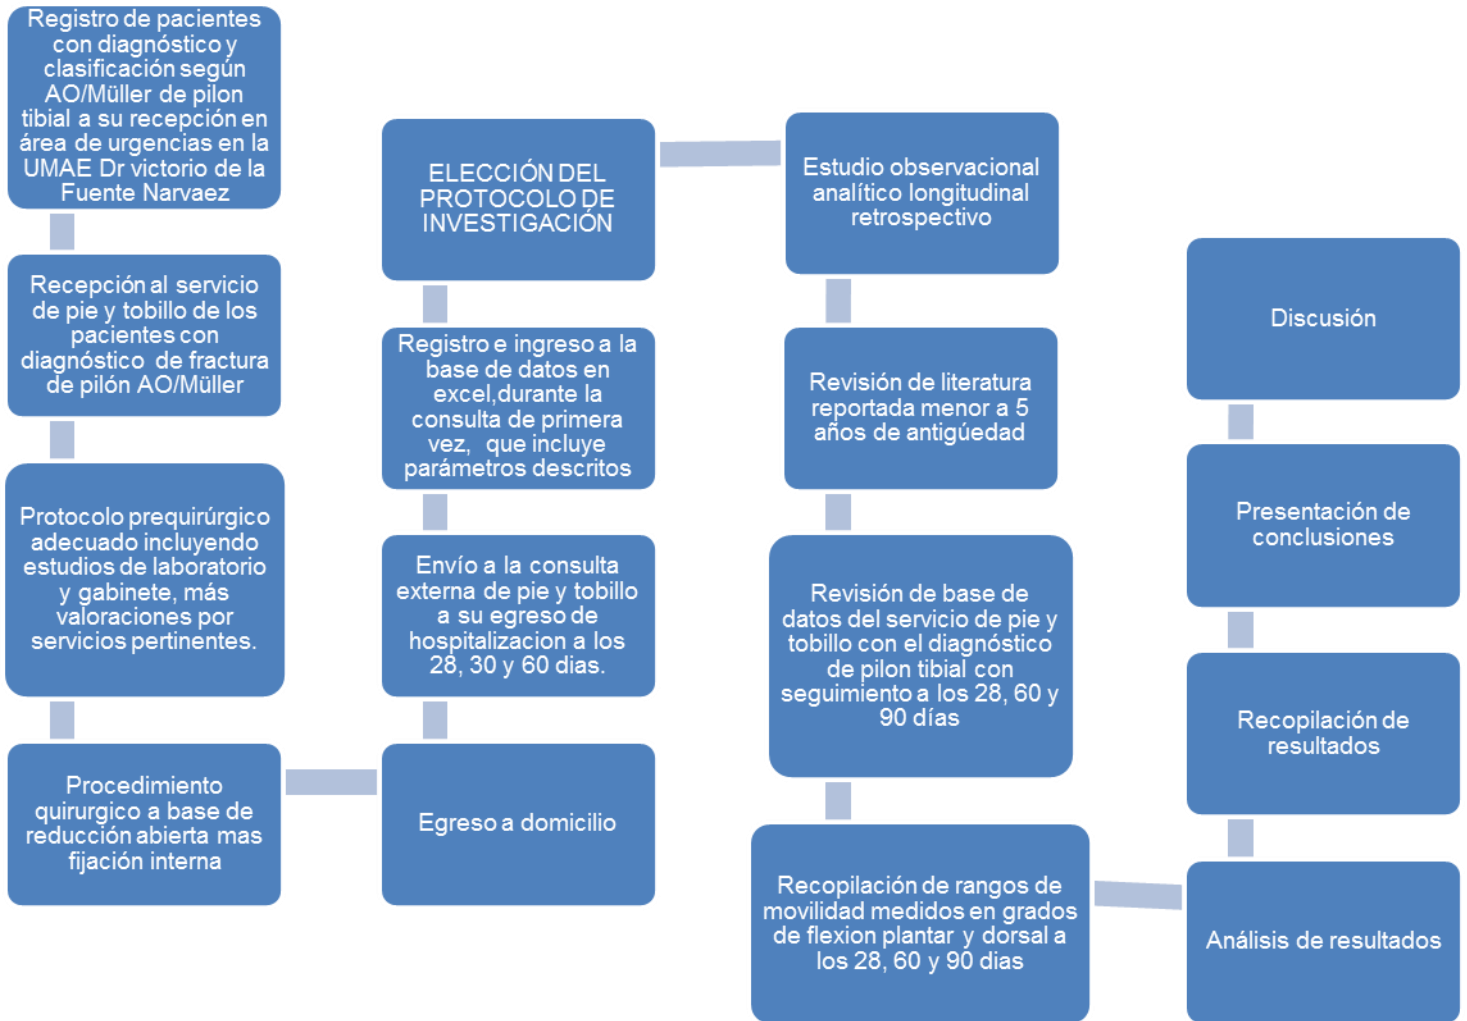 Registro de pacientes
con diagnóstico y
clasificación según
AO/Müller de pilon
tibial a su recepción en
área de urgencias en la
UMAE Dr victorio de la
Fuente Narvaez
Recepción al servicio
de pie y tobillo de los
pacientes con
diagnóstico de fractura
de pilón AO/Müller
Protocolo prequirúrgico
adecuado incluyendo
estudios de laboratorio
y gabinete, más
valoraciones por
servicios pertinentes.
Procedimiento
quirurgico a base de
reducción abierta mas
fijación interna
Egreso a domicilio
Envío a la consulta
externa de pie y tobillo
a su egreso de
hospitalizacion a los
28, 30 y 60 dias.
Registro e ingreso a la
base de datos en
excel,durante la
consulta de primera
vez, que incluye
parámetros descritos
ELECCIÓN DEL
PROTOCOLO DE
INVESTIGACIÓN
Estudio observacional
analítico longitudinal
retrospectivo
Revisión de literatura
reportada menor a 5
años de antigúedad
Revisión de base de
datos del servicio de pie y
tobillo con el diagnóstico
de pilon tibial con
seguimiento a los 28, 60 y
90 días
Recopilación de rangos de
movilidad medidos en grados
de flexion plantar y dorsal a
los 28, 60 y 90 dias
Análisis de resultados
Recopilación de
resultados
Presentación de
conclusiones
Discusión